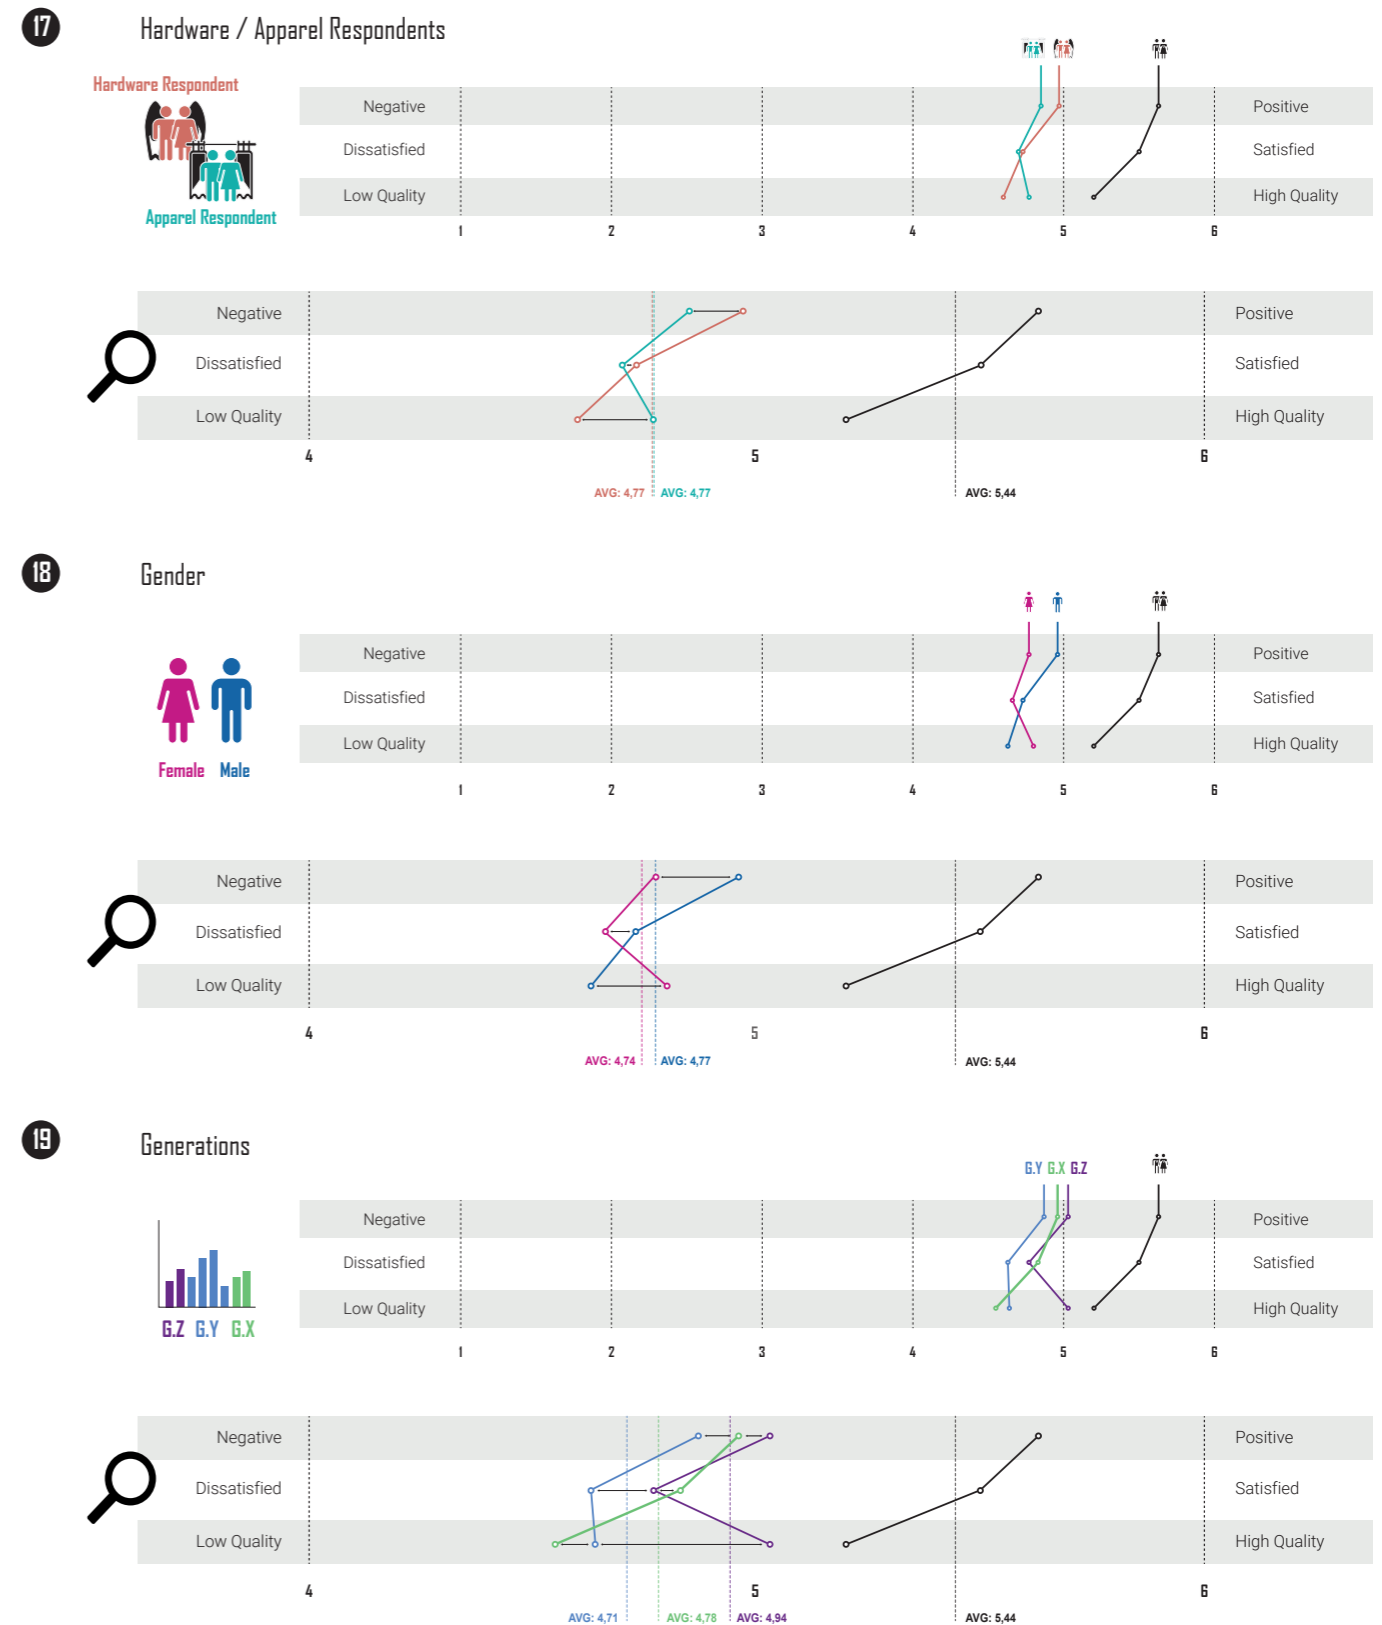 17
Hardware / Apparel Respondents
Hardware Respondent
Apparel Respondent
Negative
Positive
Dissatisfied
Satisfied
Low Quality
High Quality
1 2 3 4 5 6
Negative
Positive
Dissatisfied
Satisfied
Low Quality
High Quality
4 5 6
AVG: 4,77 AVG: 4,77 AVG: 5,44
18
Gender
Female Male
Negative
Positive
Dissatisfied
Satisfied
Low Quality
High Quality
1 2 3 4 5 6
Negative
Positive
Dissatisfied
Satisfied
Low Quality
High Quality
4 5 6
AVG: 4,74 AVG: 4,77 AVG: 5,44
19
Generations
G.Y G.X G.Z
G.Z G.Y G.X
Negative
Positive
Dissatisfied
Satisfied
Low Quality
High Quality
1 2 3 4 5 6
Negative
Positive
Dissatisfied
Satisfied
Low Quality
High Quality
4 5 6
AVG: 4,71 AVG: 4,78 AVG: 4,94 AVG: 5,44